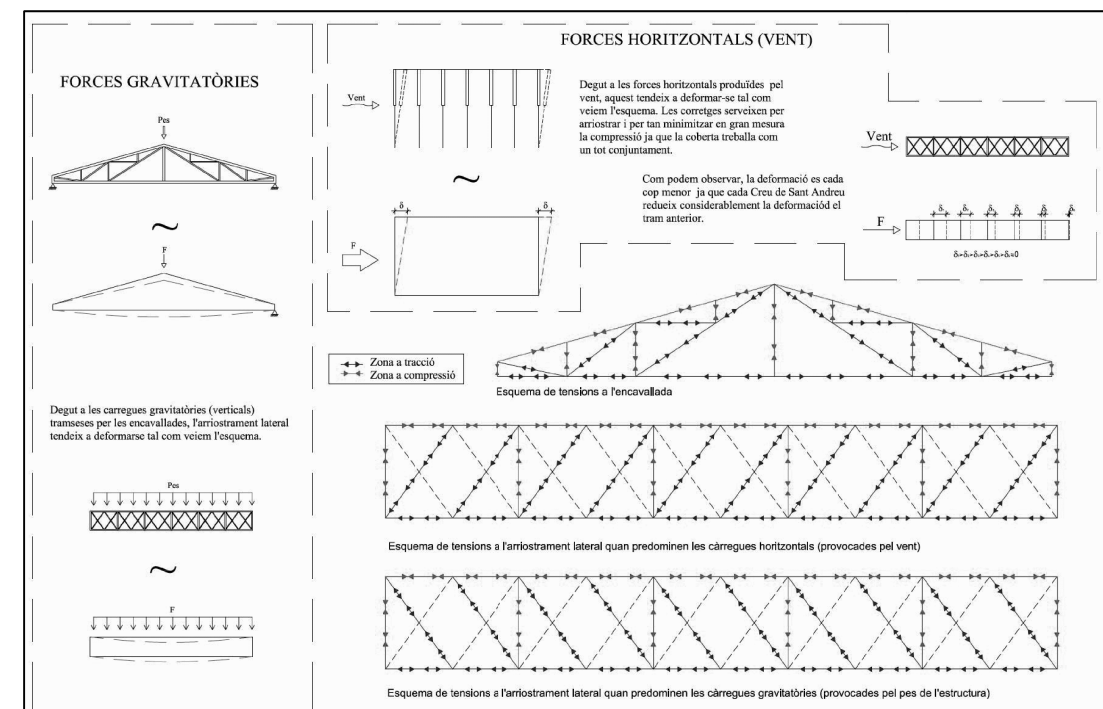 FORCES GRAVITATÒRIES
Pes
~
F
Degut a les carregues gravitatòries (verticals)
tramseses per les encavallades, l'arriostrament lateral
tendeix a deformarse tal com veiem l'esquema.
Pes
~
F
FORCES HORITZONTALS (VENT)
Vent
~
δ δ
F
Degut a les forces horitzontals produïdes pel
vent, aquest tendeix a deformar-se tal com
veiem l'esquema. Les corretges serveixen per
arriostrar i per tan minimitzar en gran mesura
la compressió ja que la coberta treballa com
un tot conjuntament.
Com podem observar, la deformació es cada
cop menor ja que cada Creu de Sant Andreu
redueix considerablement la deformaciód el
tram anterior.
Vent
F
Zona a tracció
Zona a compressió
Esquema de tensions a l'encavallada
Esquema de tensions a l'arriostrament lateral quan predominen les càrregues horitzontals (provocades pel vent)
Esquema de tensions a l'arriostrament lateral quan predominen les càrregues gravitatòries (provocades pel pes de l'estructura)